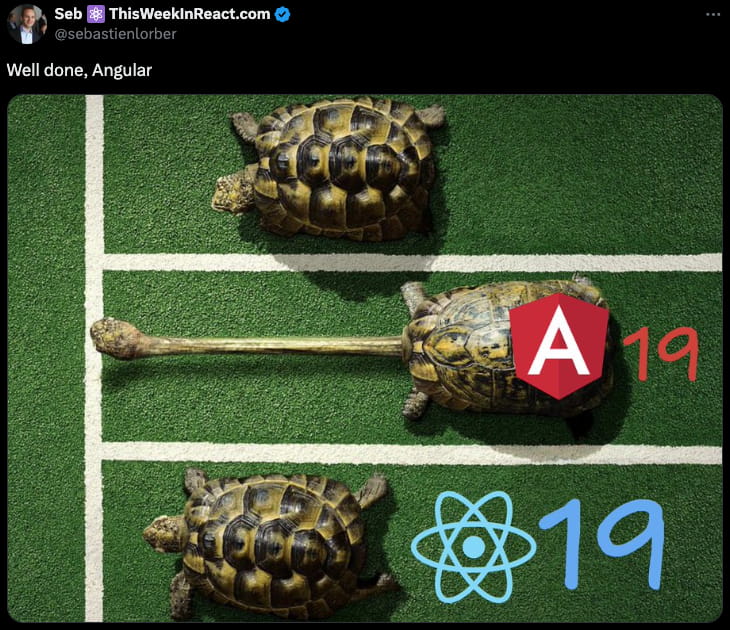 Seb ⚛️ ThisWeekInReact.com
@sebastienlorber
Well done, Angular
A 19
19